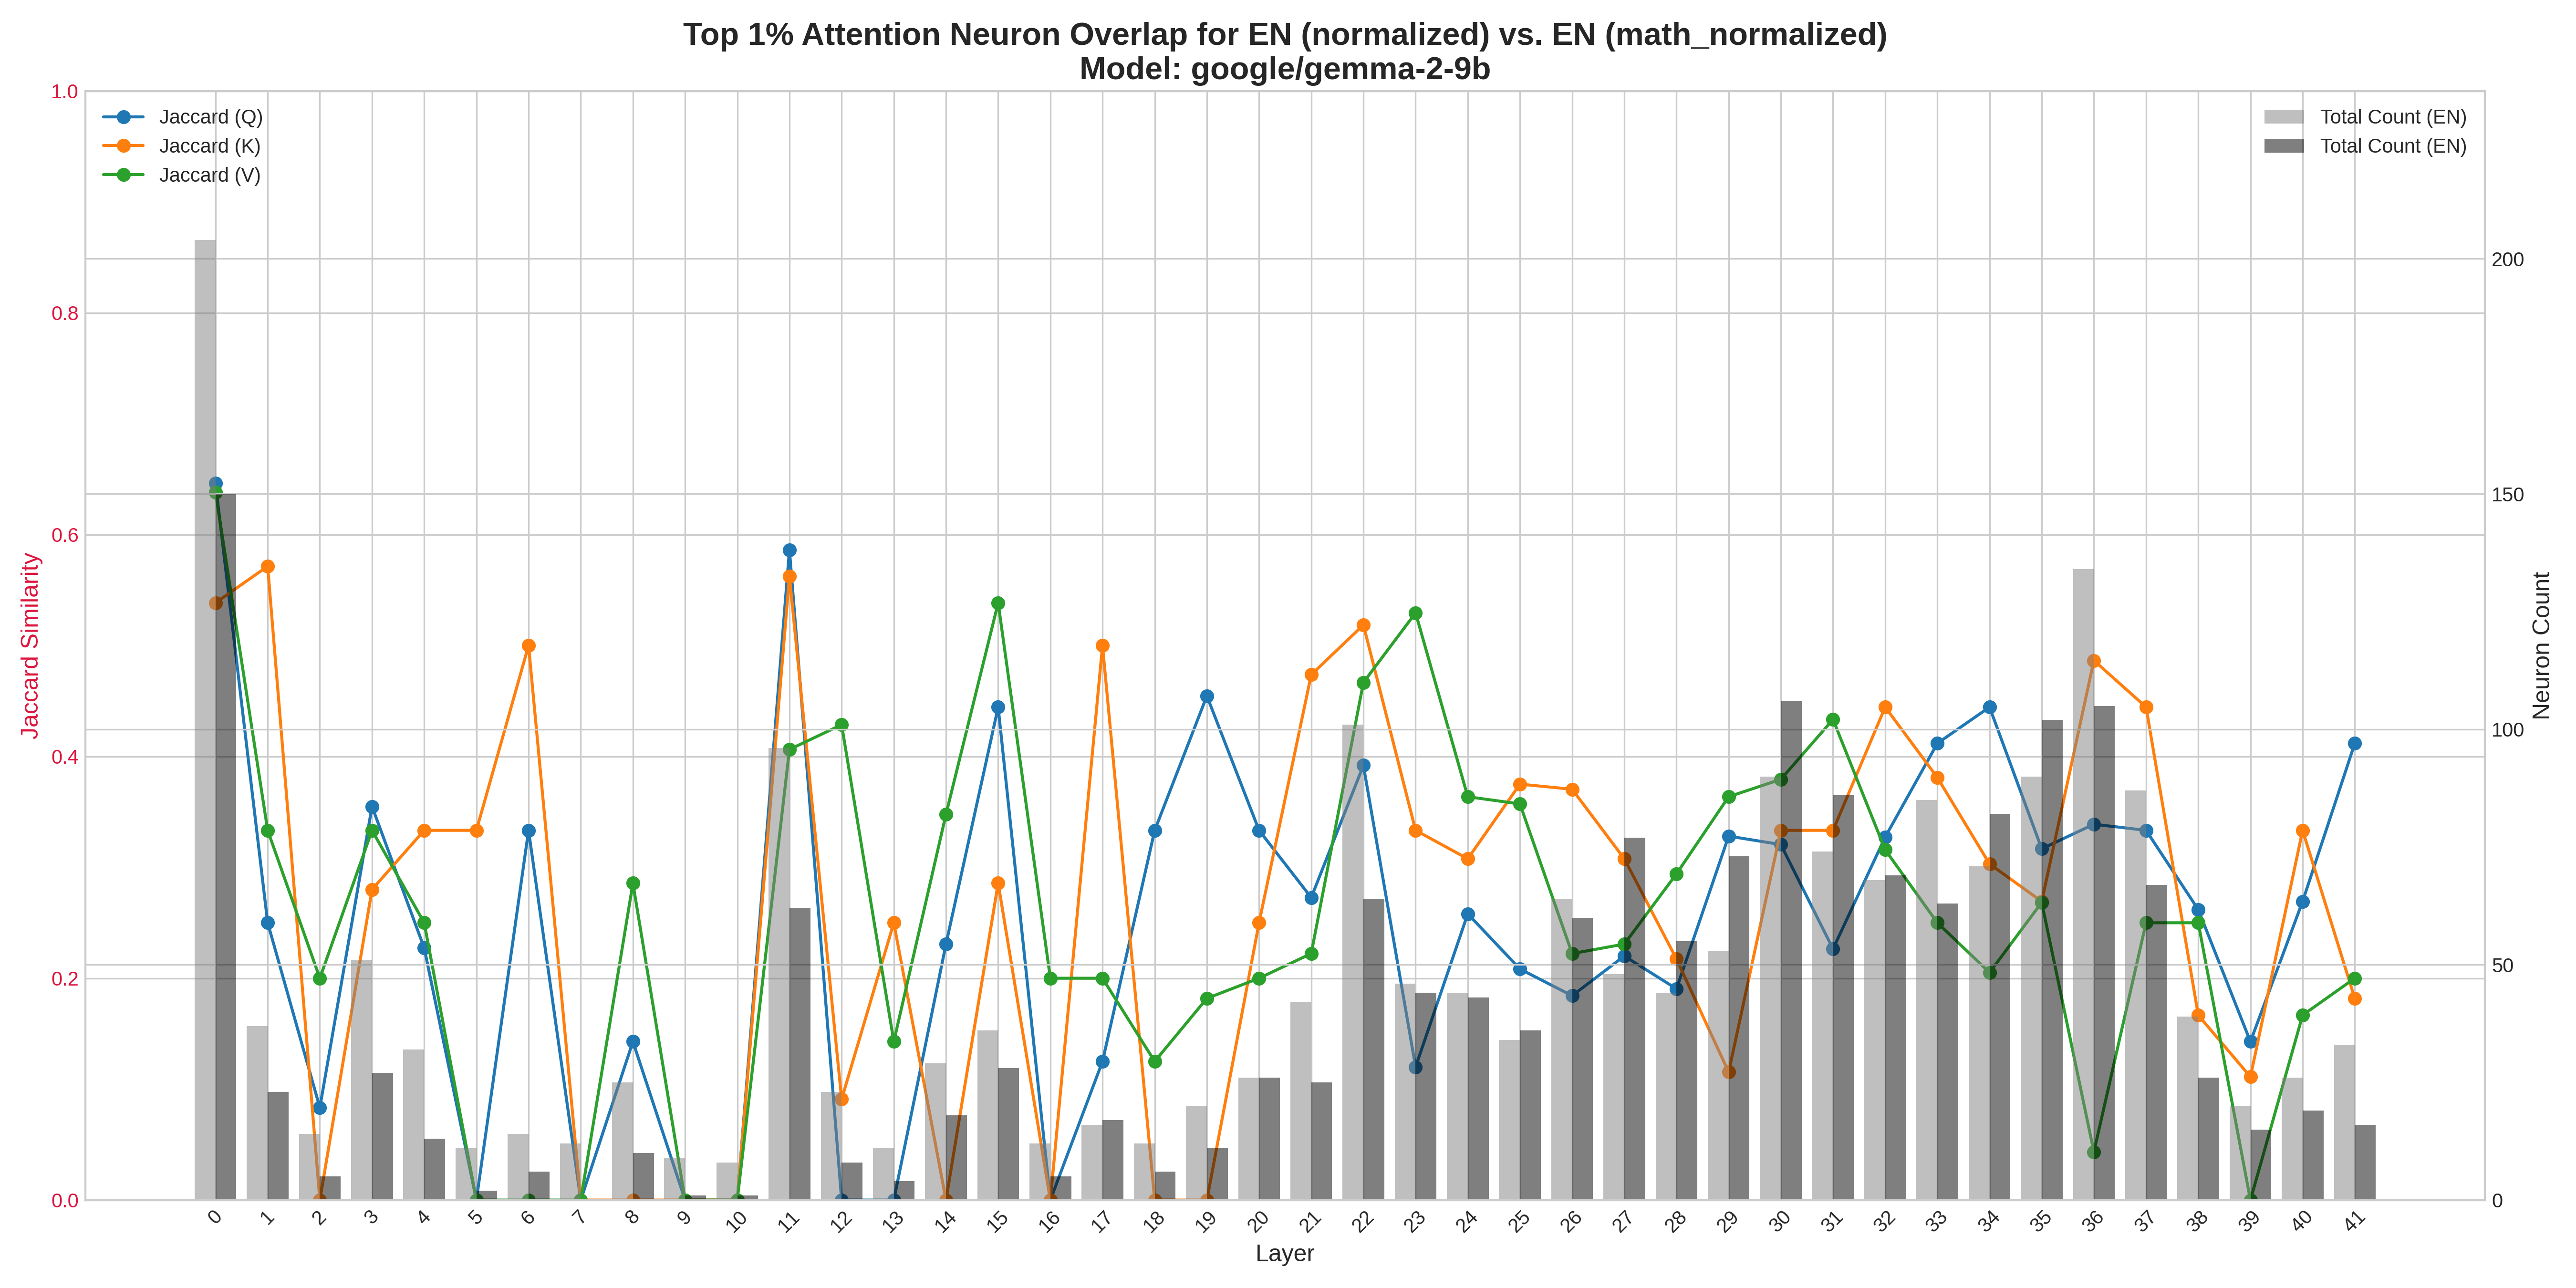 Top 1% Attention Neuron Overlap for EN (normalized) vs. EN (math_normalized)
Model: google/gemma-2-9b
Jaccard (Q)
Jaccard (K)
Jaccard (V)
Total Count (EN)
Total Count (EN)
Jaccard Similarity
1.0
0.8
0.6
0.4
0.2
0.0
Neuron Count
200
150
100
50
0
0 1 2 3 4 5 6 7 8 9 10 11 12 13 14 15 16 17 18 19 20 21 22 23 24 25 26 27 28 29 30 31 32 33 34 35 36 37 38 39 40 41
Layer